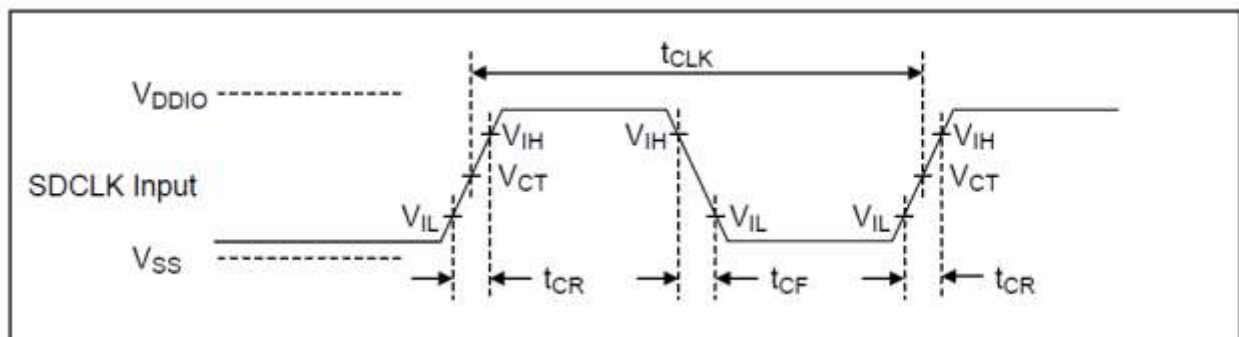 tCLK
VDDIO
VIH VIH VIH
SDCLK Input VCT VCT
VIL VIL VIL
VSS
tCR tCF tCR